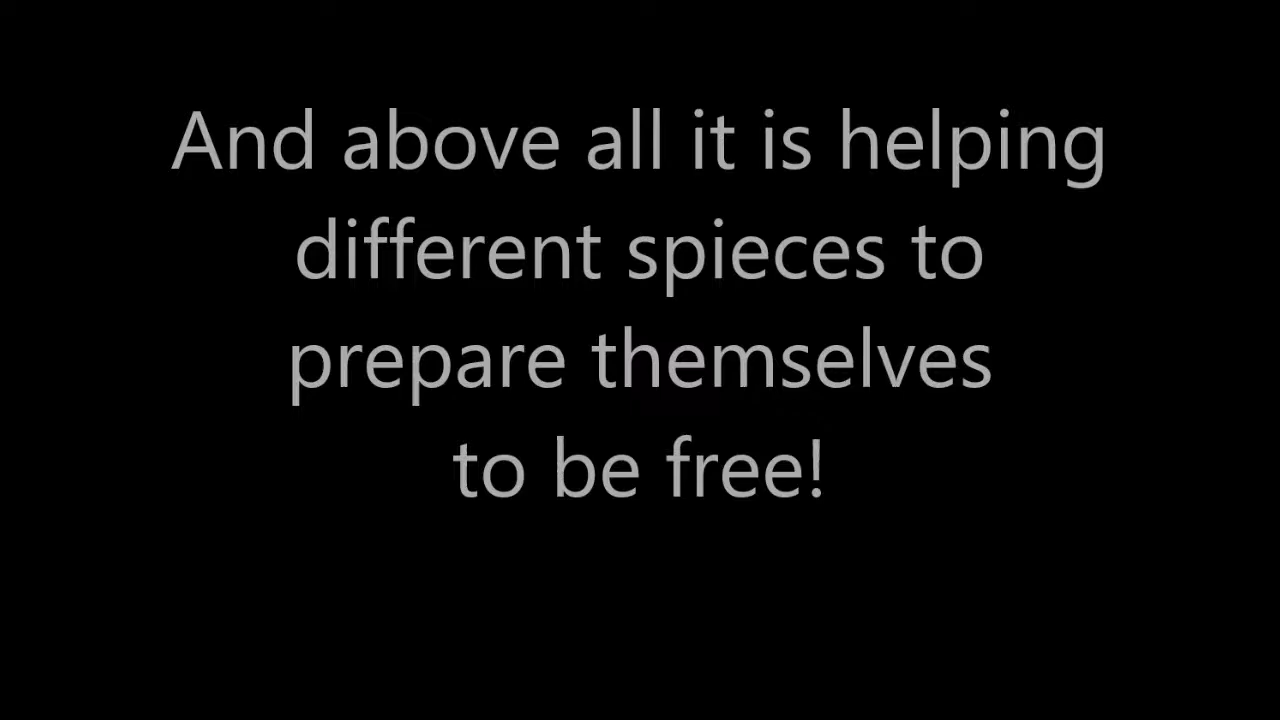 And above all it is helping
different spieces to
prepare themselves
to be free!